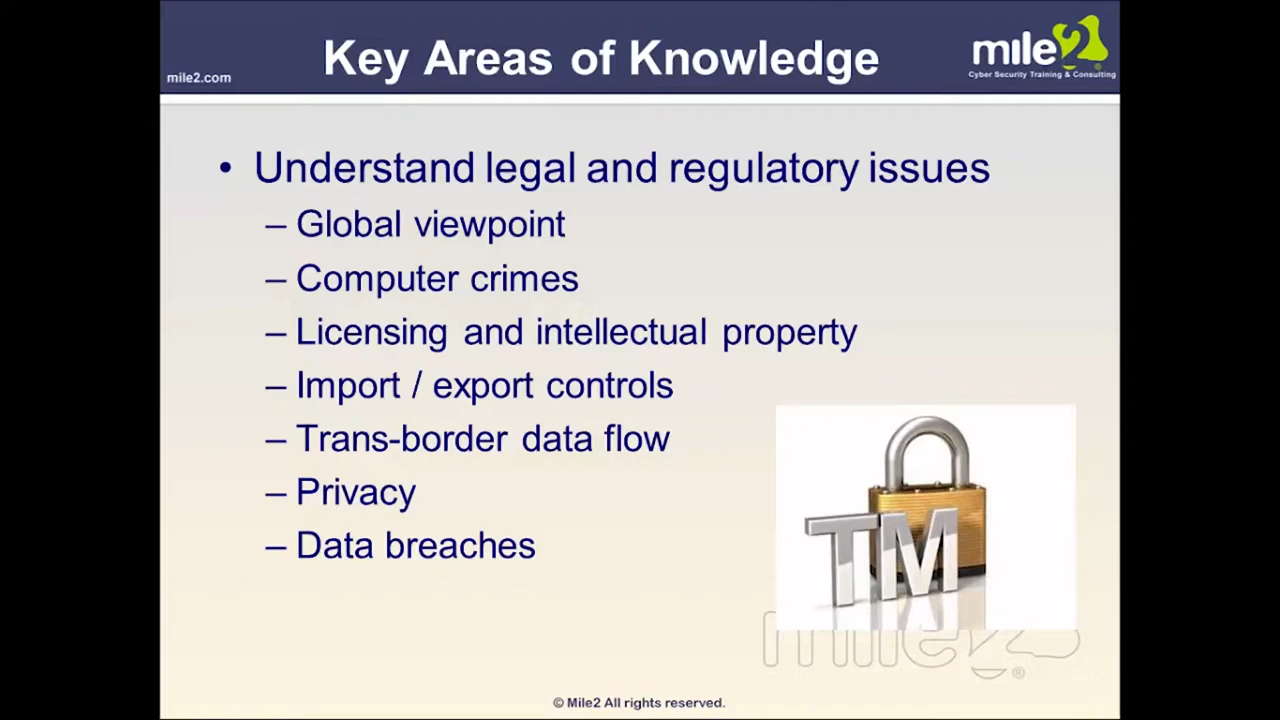 Key Areas of Knowledge
mile2.com
mile2
Cyber Security Training & Consulting
• Understand legal and regulatory issues
– Global viewpoint
– Computer crimes
– Licensing and intellectual property
– Import / export controls
– Trans-border data flow
– Privacy
– Data breaches
TM
mile2®
© Mile2 All rights reserved.